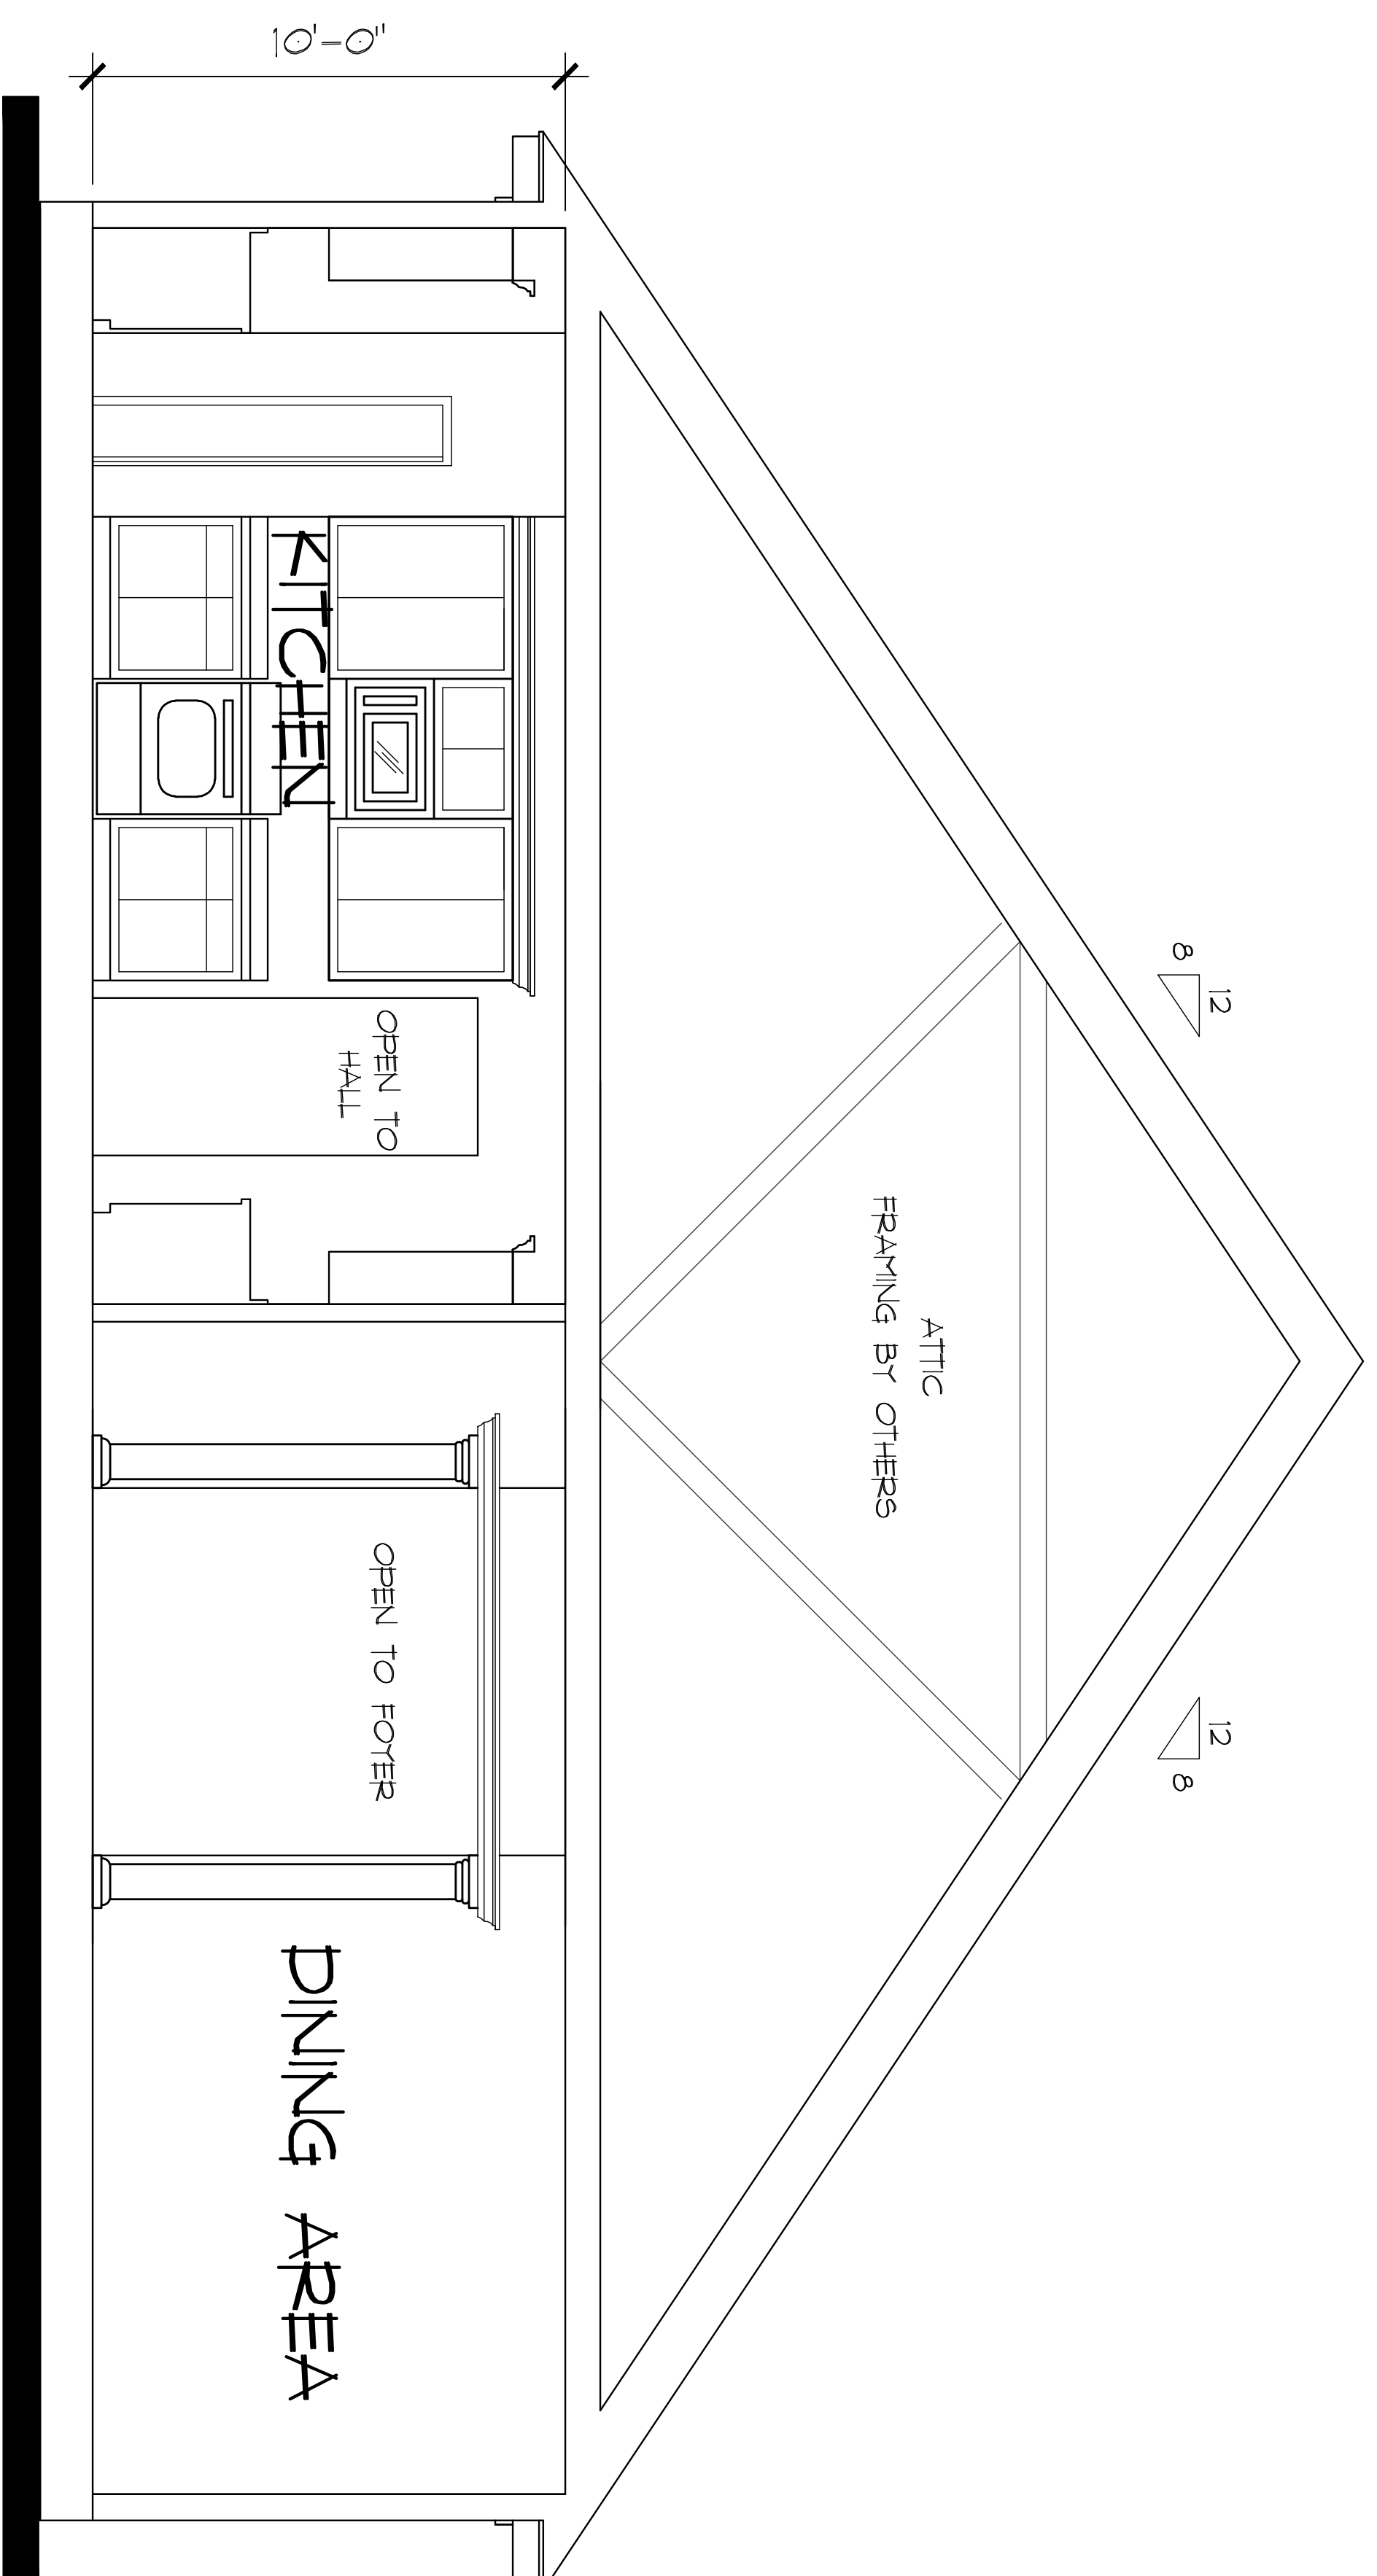 12
8
12
8
ATTIC
FRAMING BY OTHERS
10'-0"
OPEN TO
HALL
OPEN TO FOYER
KITCHEN
DINING AREA